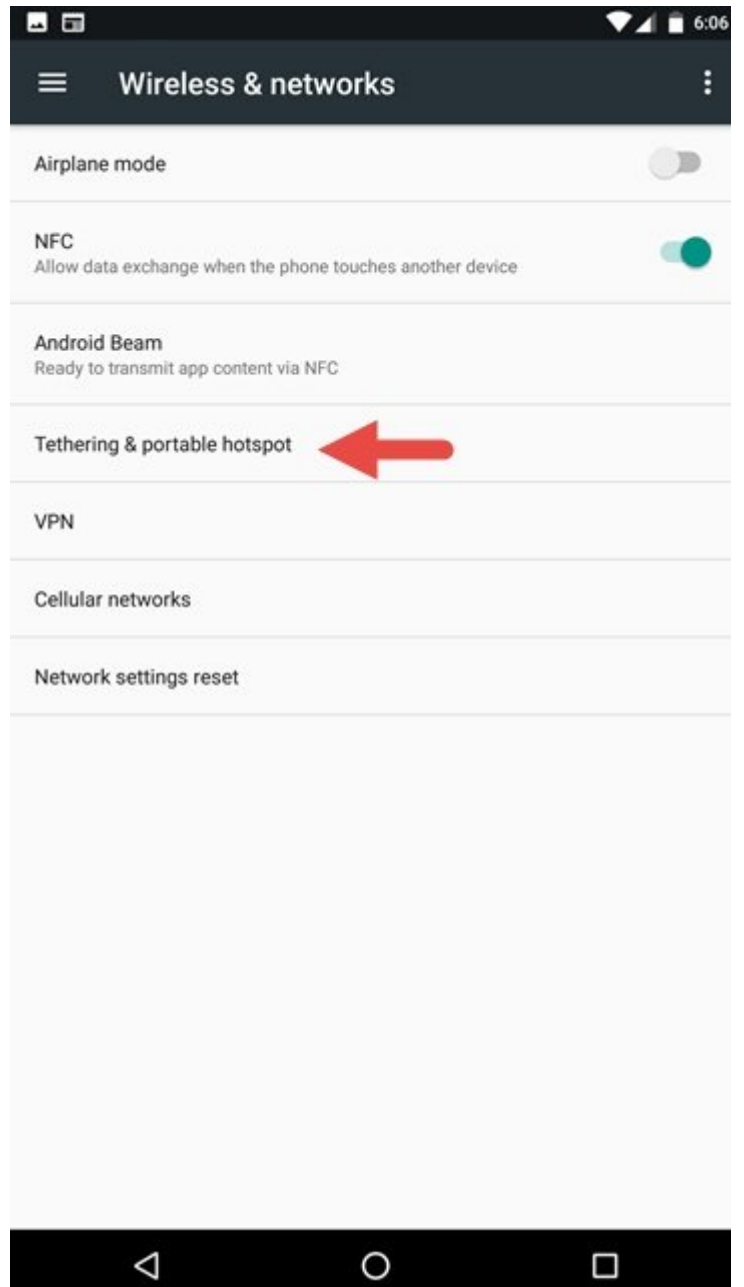 6:06
Wireless & networks
Airplane mode
NFC
Allow data exchange when the phone touches another device
Android Beam
Ready to transmit app content via NFC
Tethering & portable hotspot
VPN
Cellular networks
Network settings reset